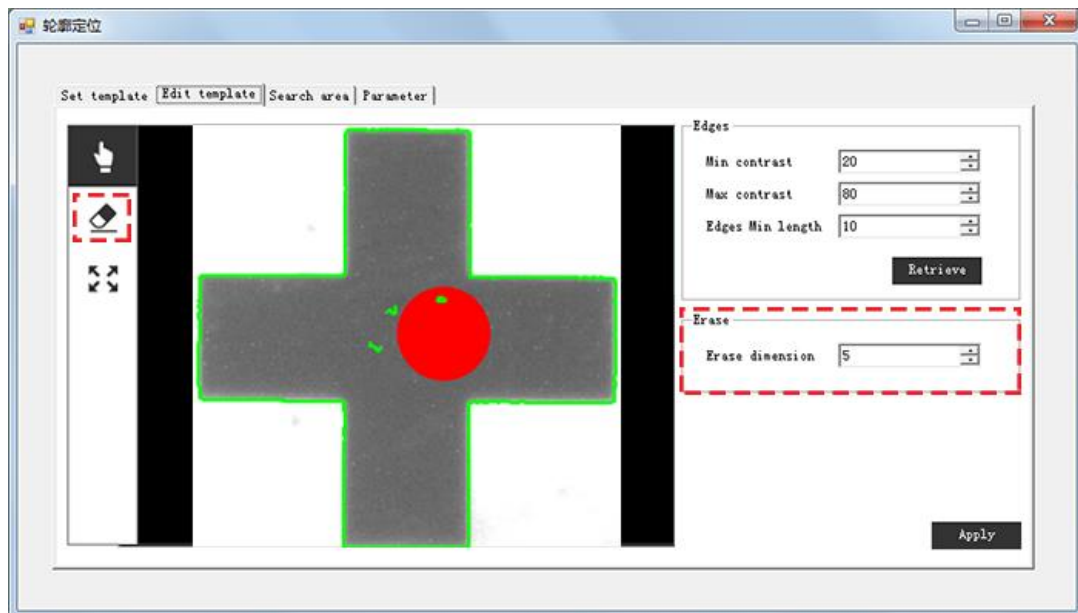 轮廓定位
Set template Edit template Search area Parameter
Edges
Min contrast 20
Max contrast 80
Edges Min length 10
Retrieve
Erase
Erase dimension 5
Apply